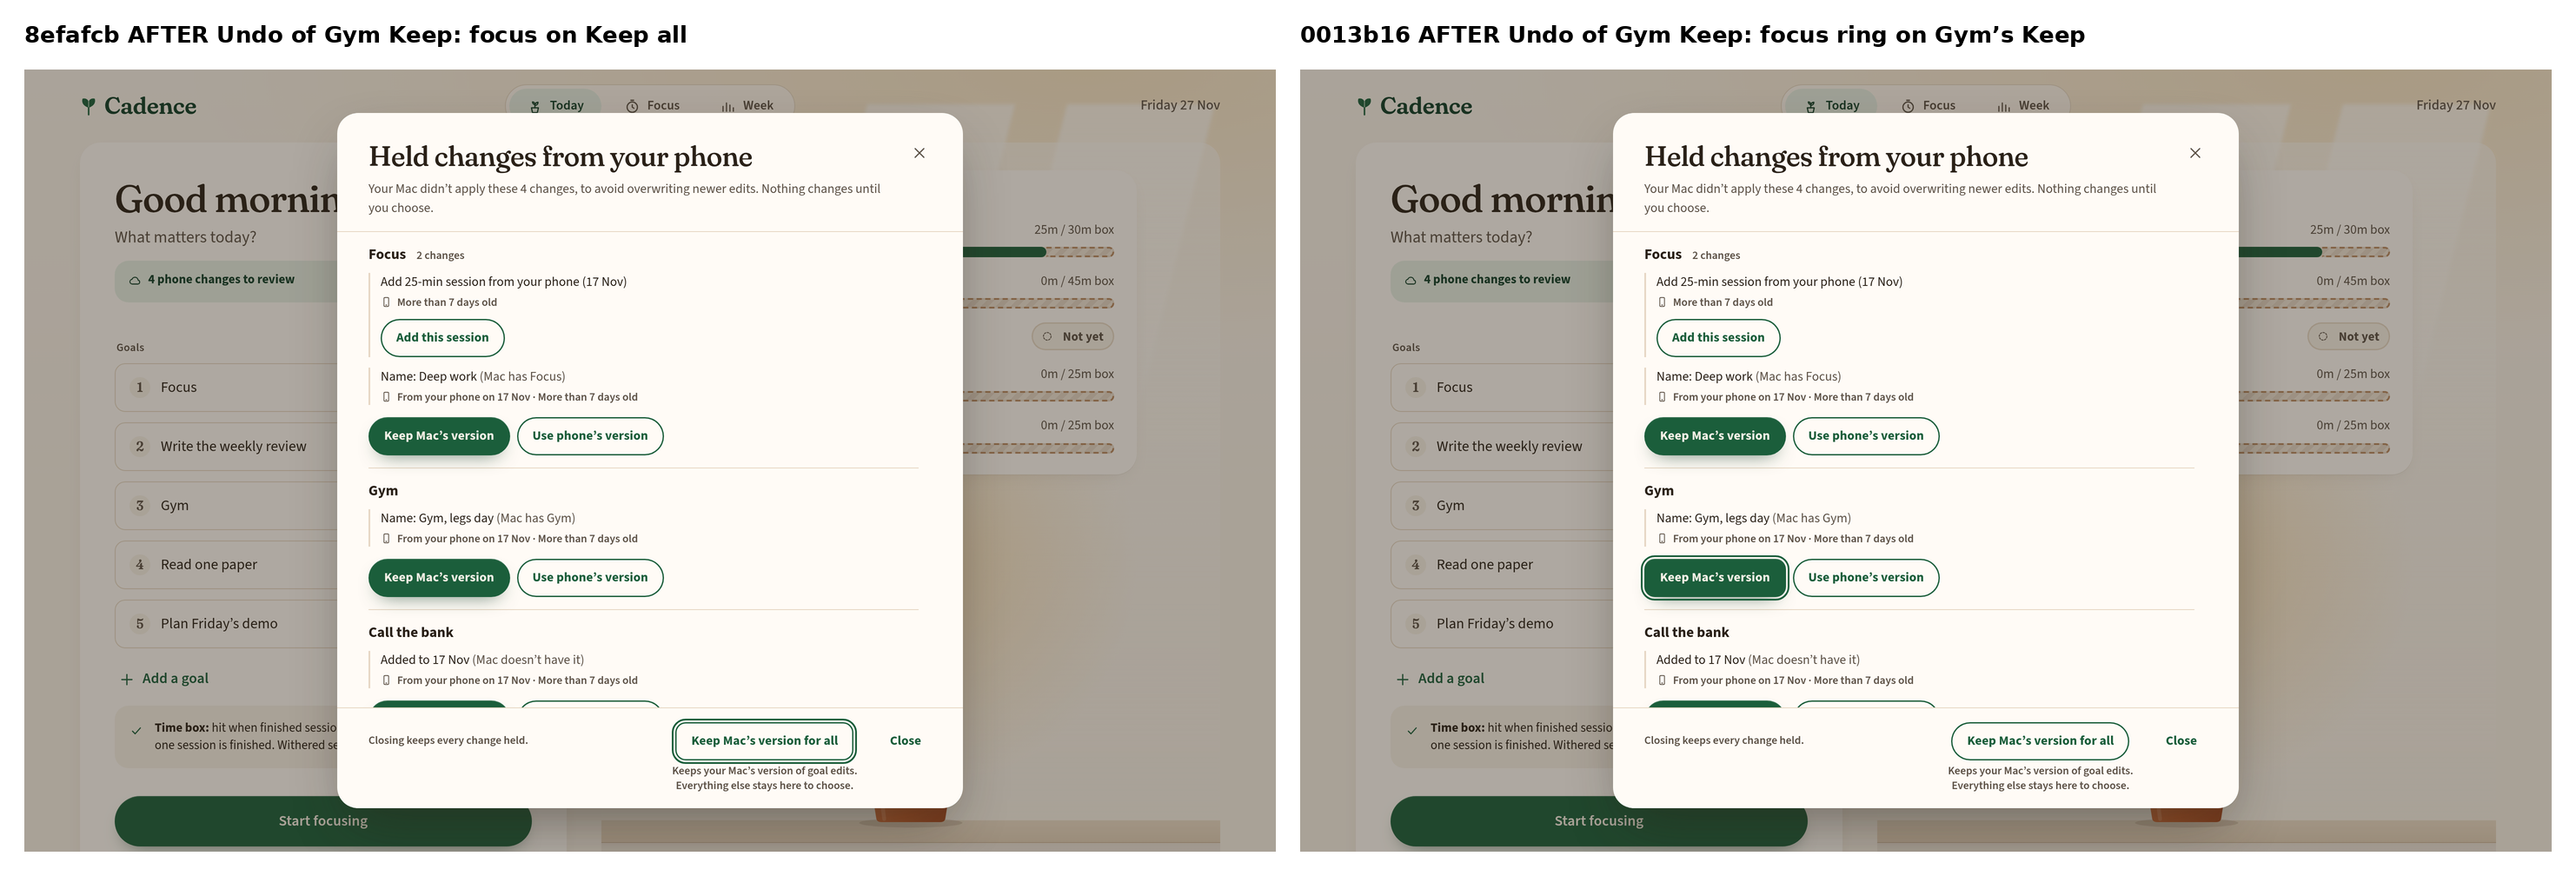 8efafcb AFTER Undo of Gym Keep: focus on Keep all
Cadence
Today
Focus
Week
Friday 27 Nov
Good mornin
What matters today?
4 phone changes to review
Goals
1 Focus
2 Write the weekly review
3 Gym
4 Read one paper
5 Plan Friday’s demo
Add a goal
Time box: hit when finished sessio
one session is finished. Withered se
Start focusing
25m / 30m box
0m / 45m box
Not yet
0m / 25m box
0m / 25m box
Held changes from your phone
Your Mac didn’t apply these 4 changes, to avoid overwriting newer edits. Nothing changes until
you choose.
Focus 2 changes
Add 25-min session from your phone (17 Nov)
More than 7 days old
Add this session
Name: Deep work (Mac has Focus)
From your phone on 17 Nov · More than 7 days old
Keep Mac’s version
Use phone’s version
Gym
Name: Gym, legs day (Mac has Gym)
From your phone on 17 Nov · More than 7 days old
Keep Mac’s version
Use phone’s version
Call the bank
Added to 17 Nov (Mac doesn’t have it)
From your phone on 17 Nov · More than 7 days old
Closing keeps every change held.
Keep Mac’s version for all
Close
Keeps your Mac’s version of goal edits.
Everything else stays here to choose.
0013b16 AFTER Undo of Gym Keep: focus ring on Gym’s Keep
Cadence
Today
Focus
Week
Friday 27 Nov
Good mornin
What matters today?
4 phone changes to review
Goals
1 Focus
2 Write the weekly review
3 Gym
4 Read one paper
5 Plan Friday’s demo
Add a goal
Time box: hit when finished sessio
one session is finished. Withered se
Start focusing
25m / 30m box
0m / 45m box
Not yet
0m / 25m box
0m / 25m box
Held changes from your phone
Your Mac didn’t apply these 4 changes, to avoid overwriting newer edits. Nothing changes until
you choose.
Focus 2 changes
Add 25-min session from your phone (17 Nov)
More than 7 days old
Add this session
Name: Deep work (Mac has Focus)
From your phone on 17 Nov · More than 7 days old
Keep Mac’s version
Use phone’s version
Gym
Name: Gym, legs day (Mac has Gym)
From your phone on 17 Nov · More than 7 days old
Keep Mac’s version
Use phone’s version
Call the bank
Added to 17 Nov (Mac doesn’t have it)
From your phone on 17 Nov · More than 7 days old
Closing keeps every change held.
Keep Mac’s version for all
Close
Keeps your Mac’s version of goal edits.
Everything else stays here to choose.